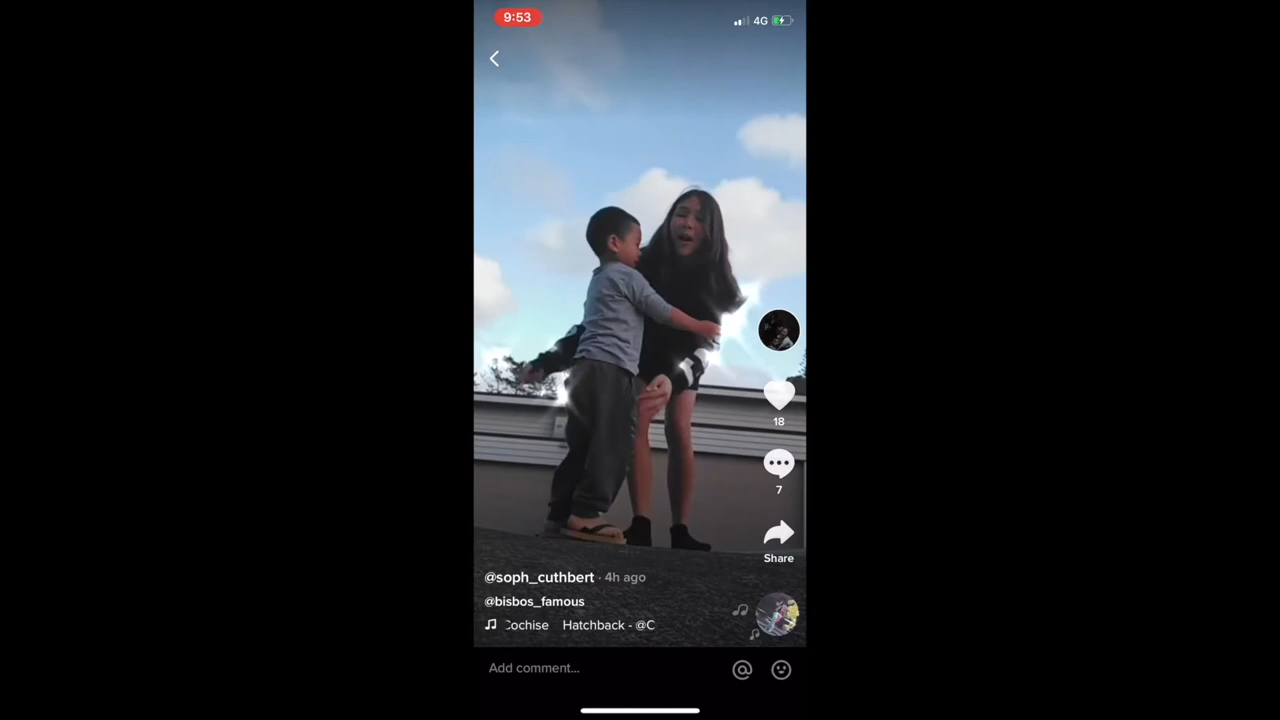 9:53
4G
18
7
Share
@soph_cuthbert · 4h ago
@bisbos_famous
Cochise Hatchback - @C
Add comment...